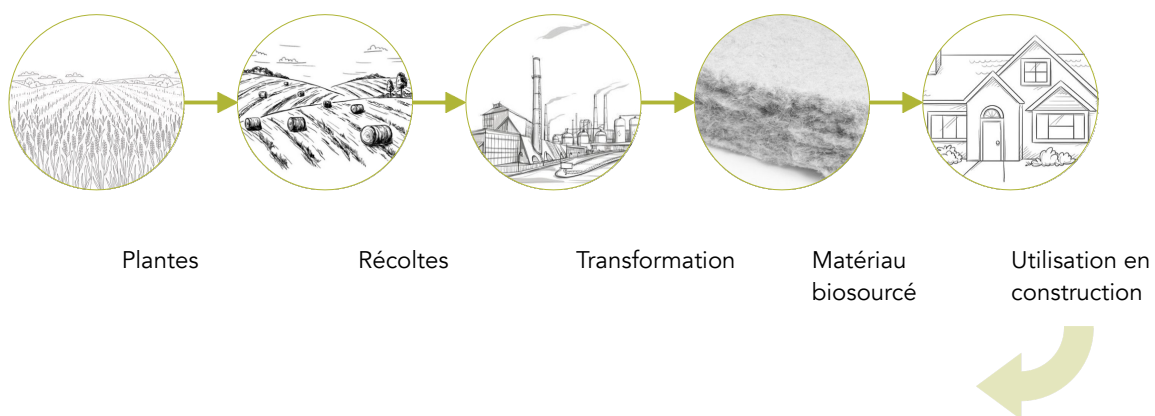 Plantes
Récoltes
Transformation
Matériau
biosourcé
Utilisation en
construction